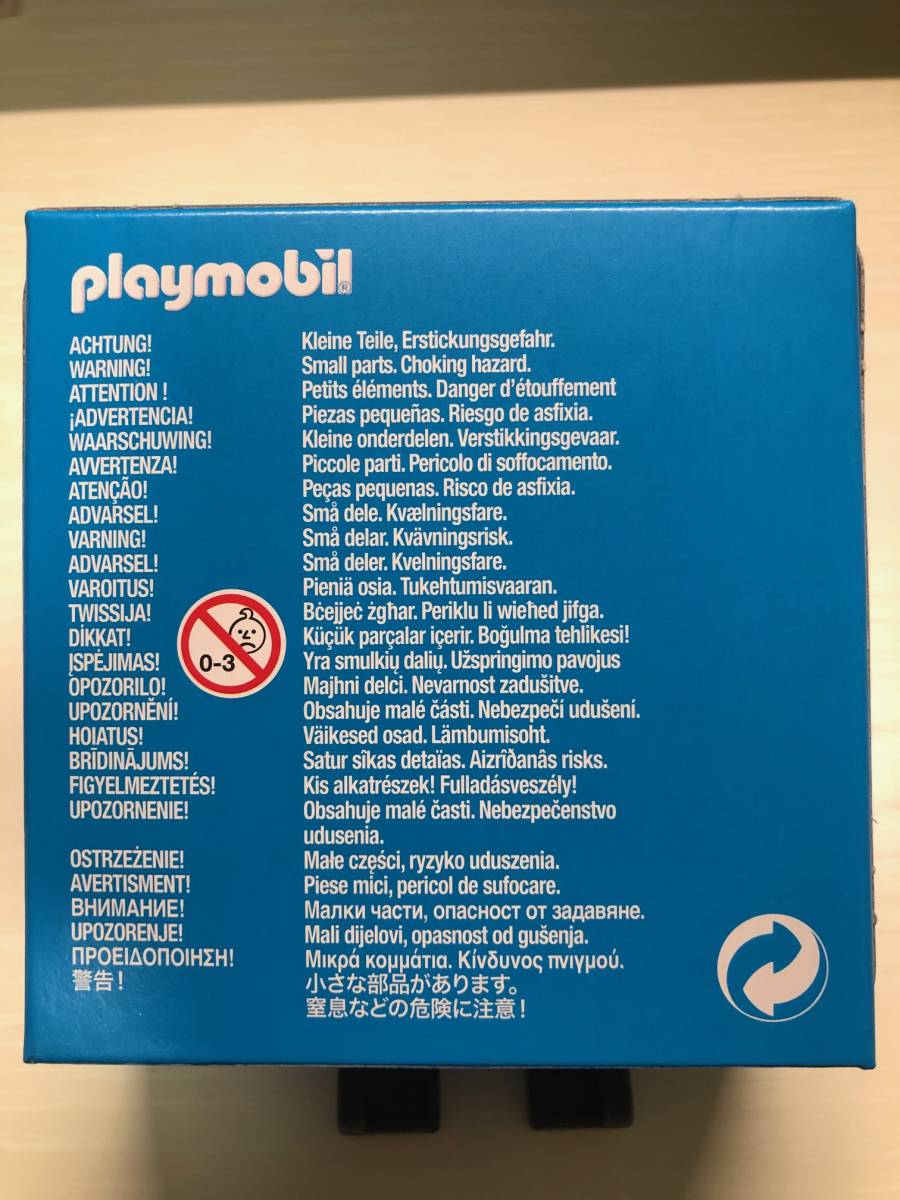 playmobil®
ACHTUNG! Kleine Teile, Erstickungsgefahr.
WARNING! Small parts. Choking hazard.
ATTENTION ! Petits éléments. Danger d'étouffement
¡ADVERTENCIA! Piezas pequeñas. Riesgo de asfixia.
WAARSCHUWING! Kleine onderdelen. Verstikkingsgevaar.
AVVERTENZA! Piccole parti. Pericolo di soffocamento.
ATENÇÃO! Peças pequenas. Risco de asfixia.
ADVARSEL! Små dele. Kvælningsfare.
VARNING! Små delar. Kvävningsrisk.
ADVARSEL! Små deler. Kvelningsfare.
VAROITUS! Pieniä osia. Tukehtumisvaaran.
TWISSIJA! Bċejjeċ żgħar. Periklu li wieħed jifga.
DİKKAT! Küçük parçalar içerir. Boğulma tehlikesi!
ĮSPĖJIMAS! Yra smulkių dalių. Užspringimo pavojus
OPOZORILO! Majhni delci. Nevarnost zadušitve.
UPOZORNĚNÍ! Obsahuje malé části. Nebezpečí udušení.
HOIATUS! Väikesed osad. Lämbumisoht.
BRĪDINĀJUMS! Satur sîkas detaïas. Aizrîðanâs risks.
FIGYELMEZTETÉS! Kis alkatrészek! Fulladásveszély!
UPOZORNENIE! Obsahuje malé časti. Nebezpečenstvo
udusenia.
OSTRZEŻENIE! Małe części, ryzyko uduszenia.
AVERTISMENT! Piese mici, pericol de sufocare.
ВНИМАНИЕ! Малки части, опасност от задавяне.
UPOZORENJE! Mali dijelovi, opasnost od gušenja.
ΠΡΟΕΙΔΟΠΟΙΗΣΗ! Μικρά κομμάτια. Κίνδυνος πνιγμού.
警告! 小さな部品があります。
窒息などの危険に注意!
0-3